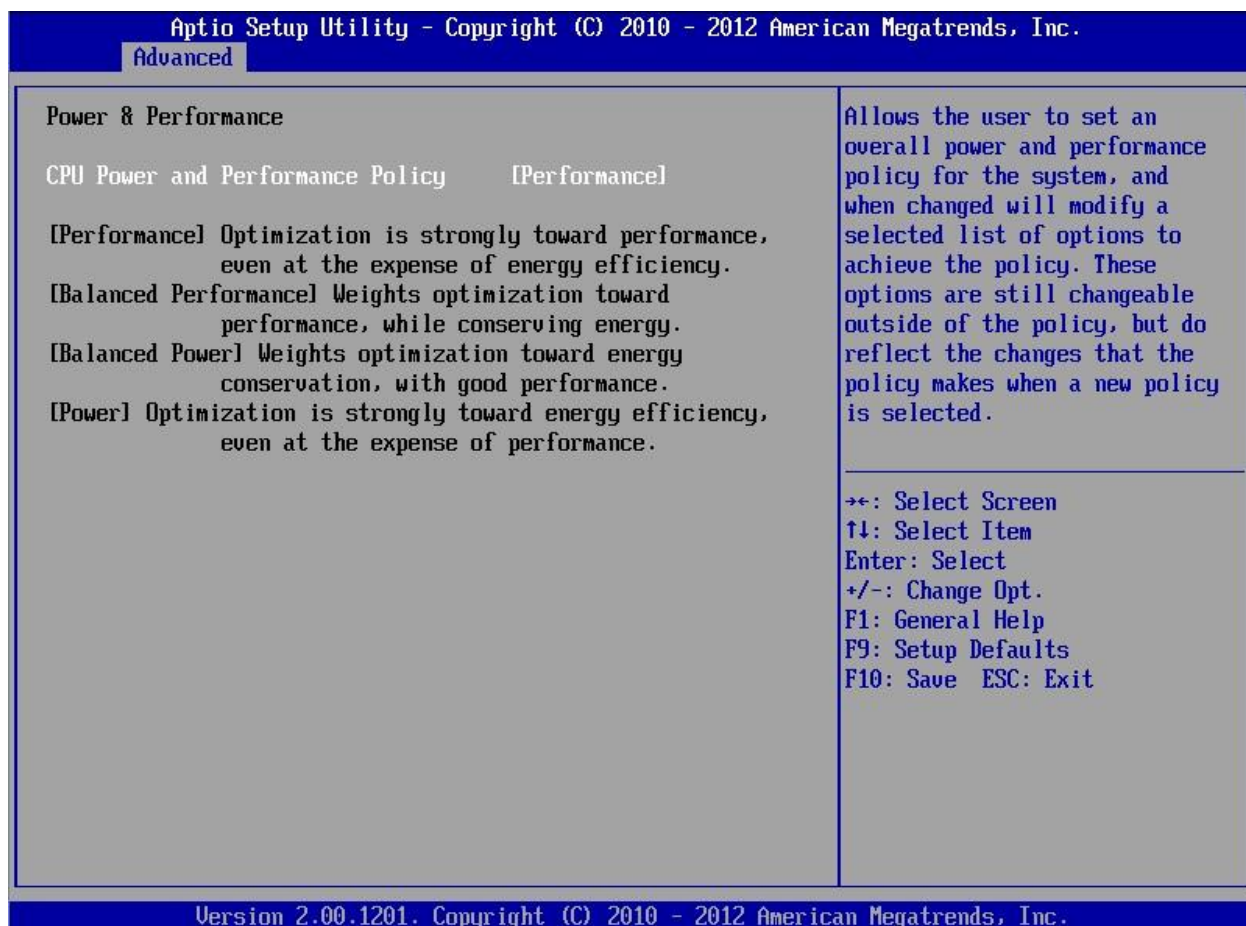 Aptio Setup Utility - Copyright (C) 2010 - 2012 American Megatrends, Inc.
Advanced
Power & Performance
CPU Power and Performance Policy [Performance]
[Performance] Optimization is strongly toward performance,
even at the expense of energy efficiency.
[Balanced Performance] Weights optimization toward
performance, while conserving energy.
[Balanced Power] Weights optimization toward energy
conservation, with good performance.
[Power] Optimization is strongly toward energy efficiency,
even at the expense of performance.
Allows the user to set an
overall power and performance
policy for the system, and
when changed will modify a
selected list of options to
achieve the policy. These
options are still changeable
outside of the policy, but do
reflect the changes that the
policy makes when a new policy
is selected.
→←: Select Screen
↑↓: Select Item
Enter: Select
+/-: Change Opt.
F1: General Help
F9: Setup Defaults
F10: Save ESC: Exit
Version 2.00.1201. Copyright (C) 2010 - 2012 American Megatrends, Inc.